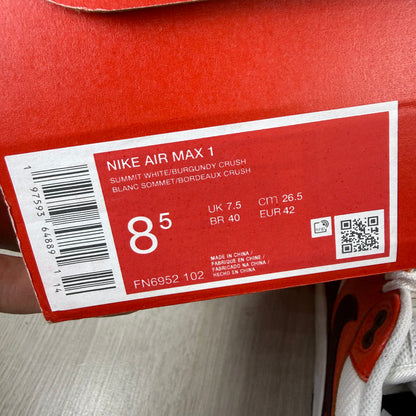 NIKE AIR MAX 1
SUMMIT WHITE/BURGUNDY CRUSH
BLANC SOMMET/BORDEAUX CRUSH
8⁵
UK 7.5 cm 26.5
BR 40 EUR 42
FN6952 102
MADE IN CHINA /
FABRIQUÉ EN CHINE /
FABRICADO NA CHINA /
HECHO EN CHINA
1 97593 64889 1 14